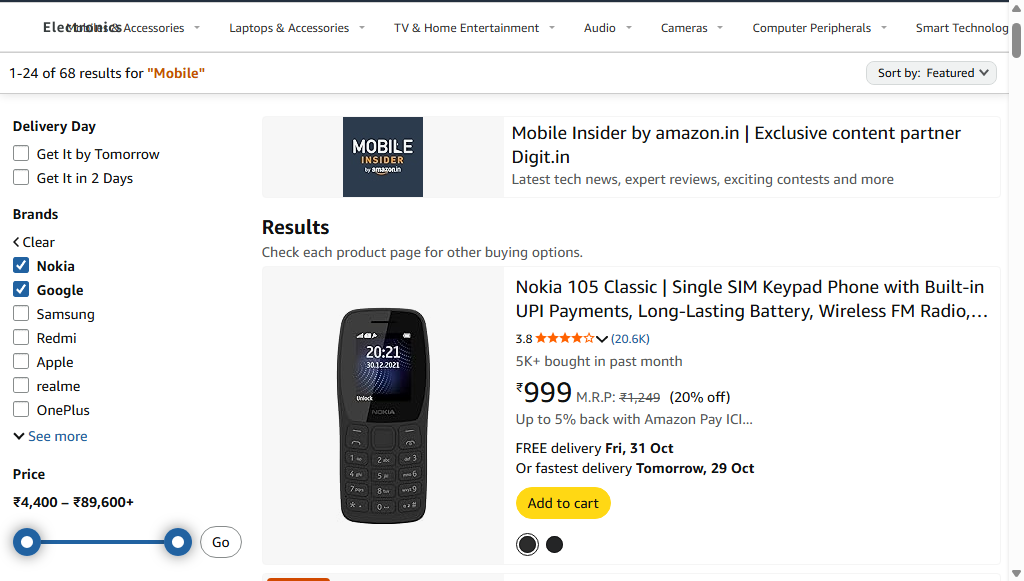 Electronics Mobiles & Accessories Laptops & Accessories TV & Home Entertainment Audio Cameras Computer Peripherals Smart Technolog
1-24 of 68 results for "Mobile"
Sort by: Featured
Delivery Day
Get It by Tomorrow
Get It in 2 Days
Brands
Clear
Nokia
Google
Samsung
Redmi
Apple
realme
OnePlus
See more
Price
₹4,400 – ₹89,600+
Go
MOBILE
INSIDER
by amazon.in
Mobile Insider by amazon.in | Exclusive content partner
Digit.in
Latest tech news, expert reviews, exciting contests and more
Results
Check each product page for other buying options.
20:21
30.12.2021
Unlock
NOKIA
Nokia 105 Classic | Single SIM Keypad Phone with Built-in
UPI Payments, Long-Lasting Battery, Wireless FM Radio,…
3.8 (20.6K)
5K+ bought in past month
₹999 M.R.P: ₹1,249 (20% off)
Up to 5% back with Amazon Pay ICI…
FREE delivery Fri, 31 Oct
Or fastest delivery Tomorrow, 29 Oct
Add to cart